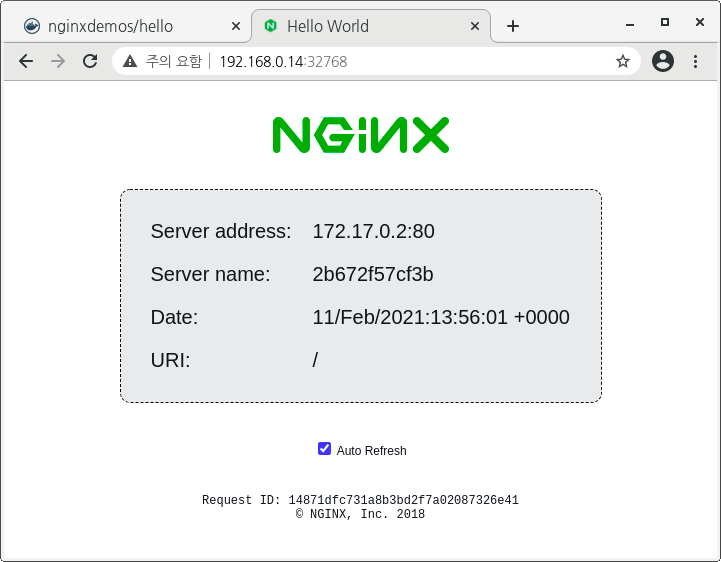 nginxdemos/hello
Hello World
주의 요함 192.168.0.14:32768
NGINX
Server address: 172.17.0.2:80
Server name: 2b672f57cf3b
Date: 11/Feb/2021:13:56:01 +0000
URI: /
Auto Refresh
Request ID: 14871dfc731a8b3bd2f7a02087326e41
© NGINX, Inc. 2018